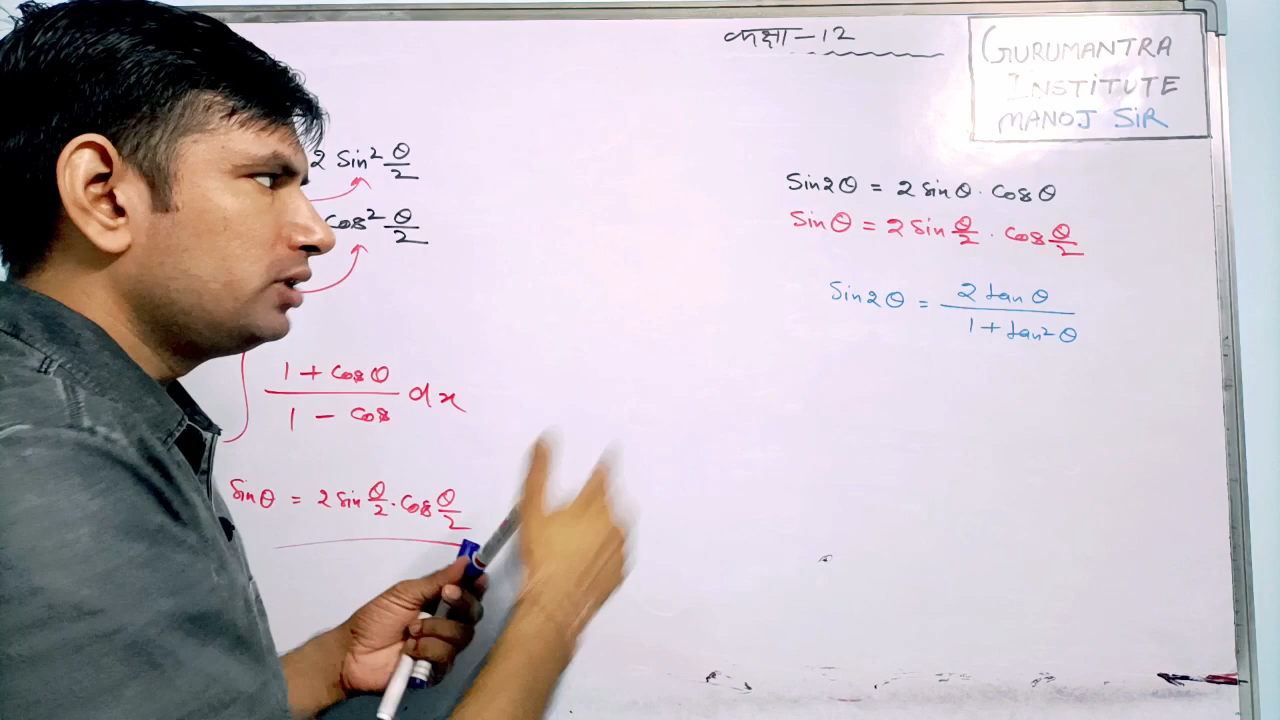 कक्षा - 12
GURUMANTRA
INSTITUTE
MANOJ SIR
2 Sin² θ/2
Cos² θ/2
(1 + Cosθ)/(1 - Cos) dx
Sinθ = 2 Sin θ/2 . Cos θ/2
Sin2θ = 2 Sinθ . Cosθ
Sinθ = 2 Sin θ/2 . Cos θ/2
Sin2θ = (2 tanθ)/(1 + tan²θ)